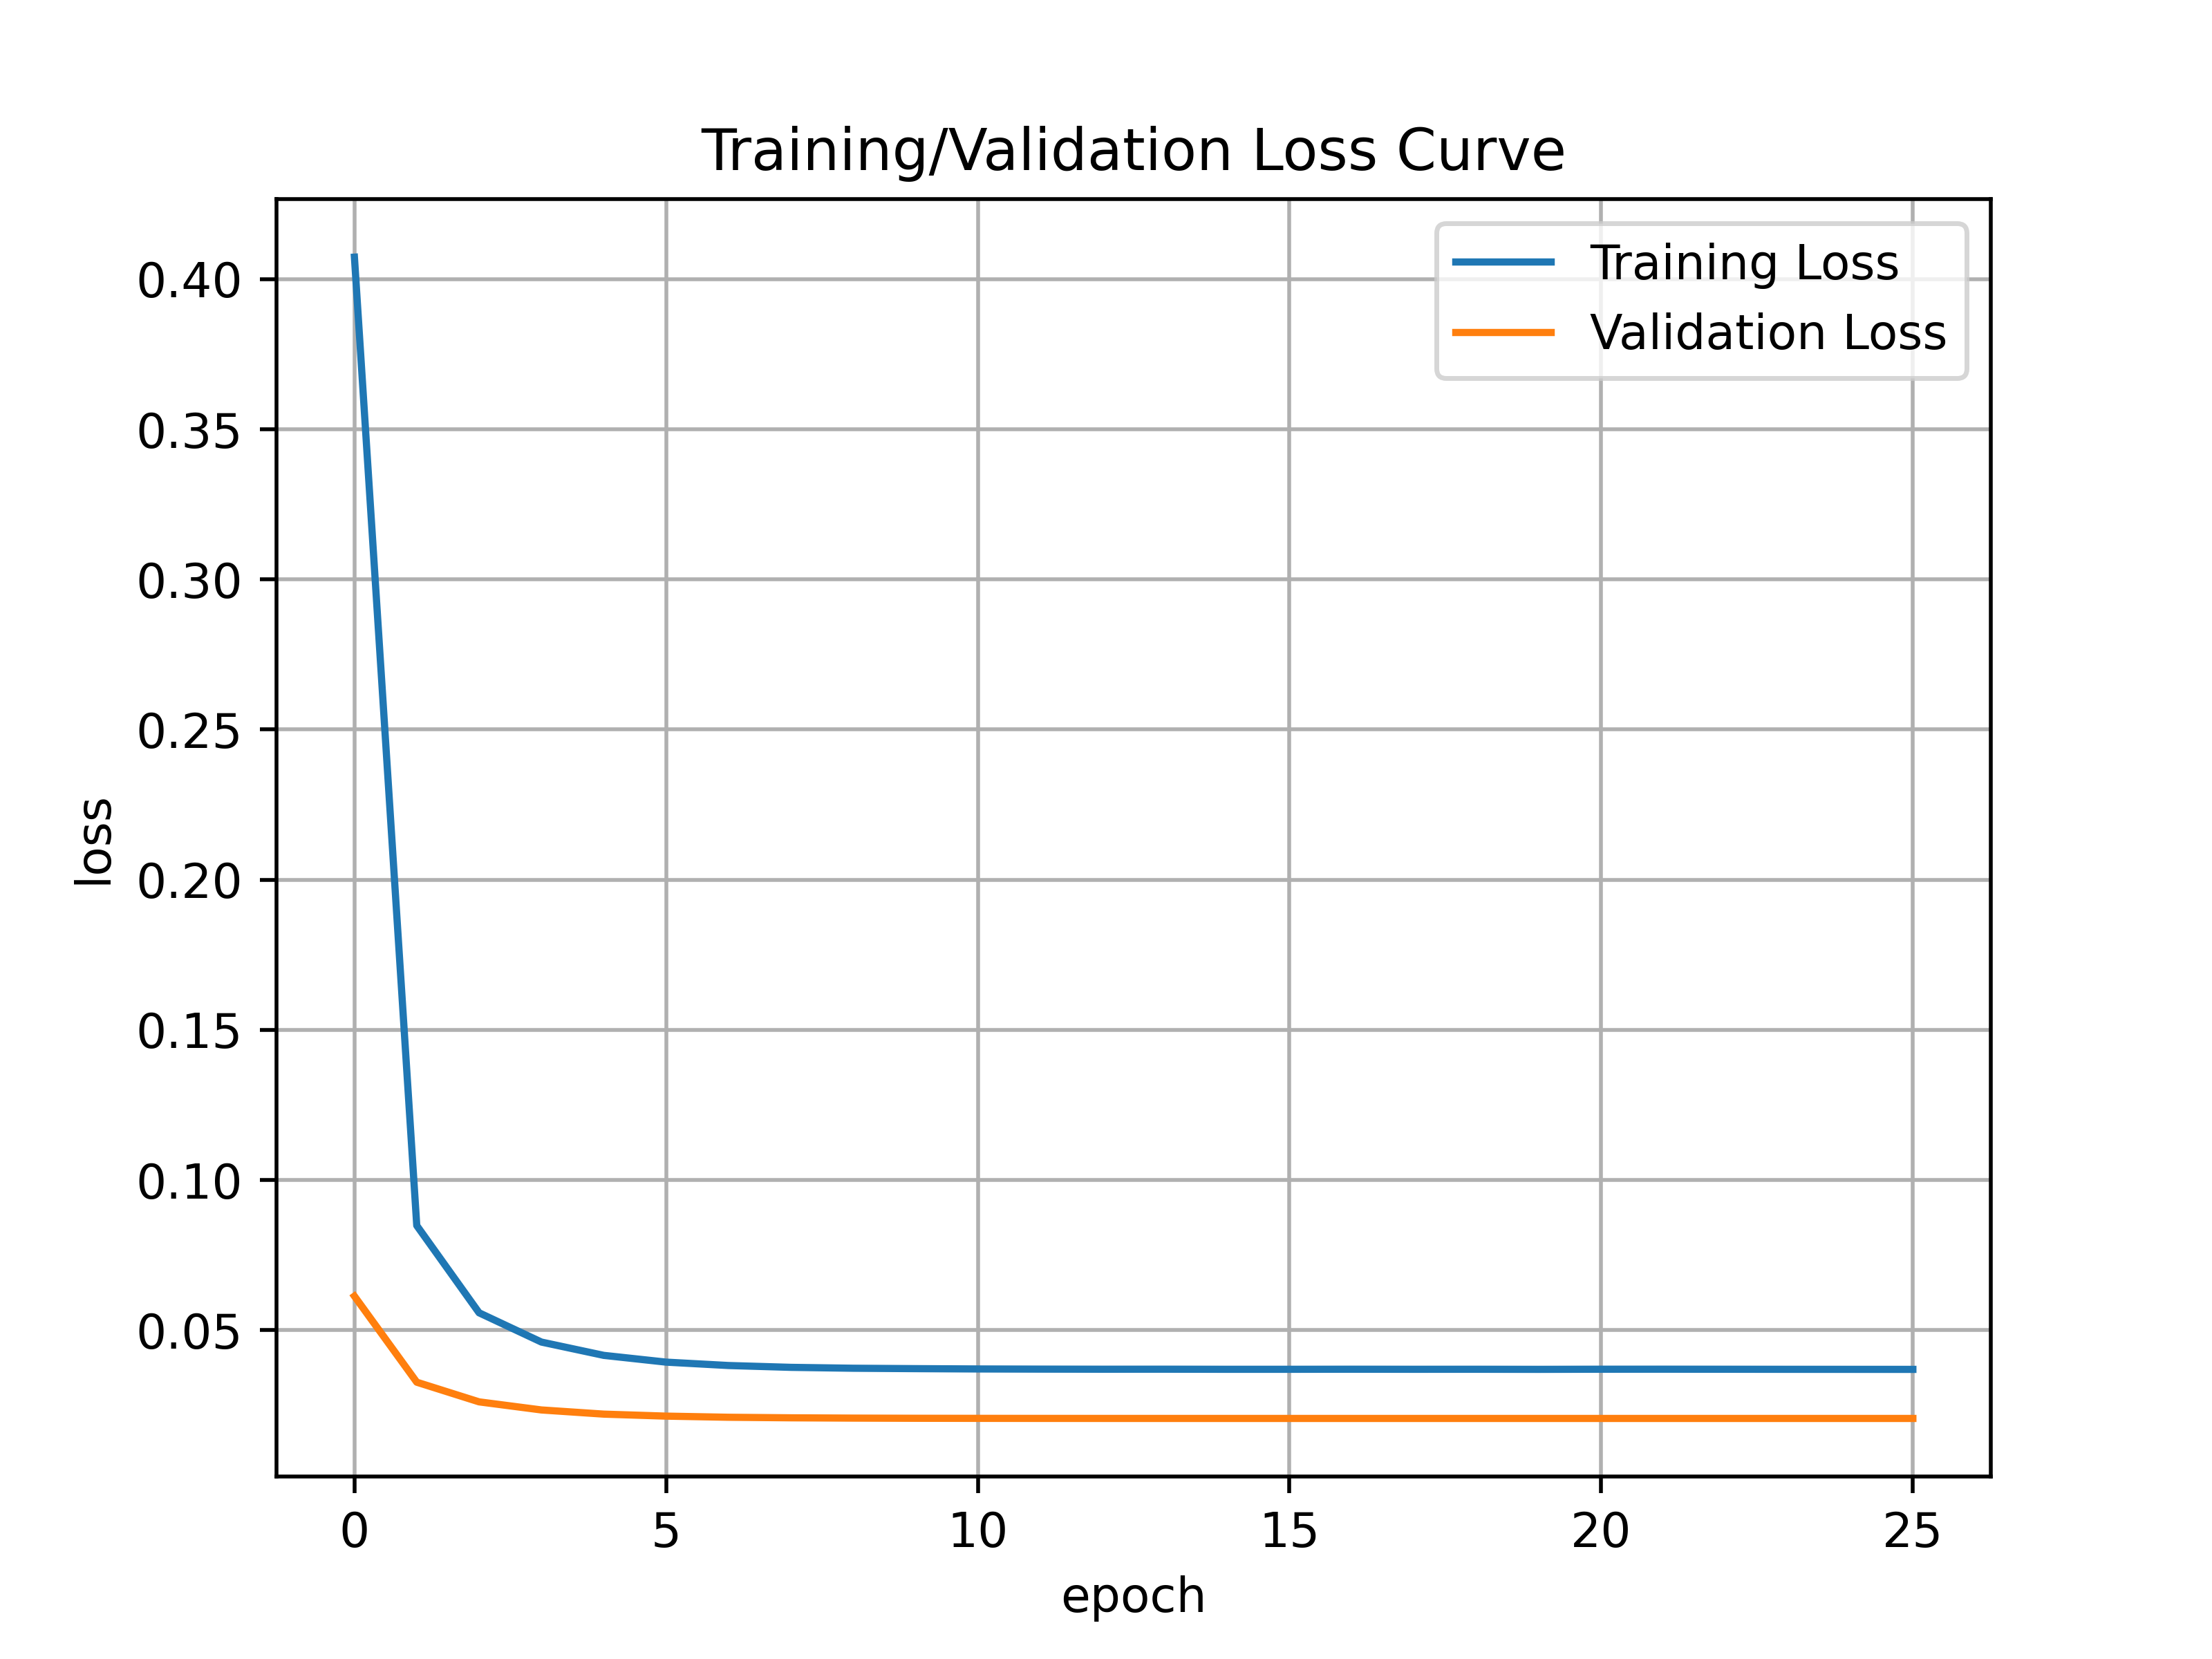 Training/Validation Loss Curve
Training Loss
Validation Loss
0.40
0.35
0.30
0.25
0.20
0.15
0.10
0.05
loss
0 5 10 15 20 25
epoch